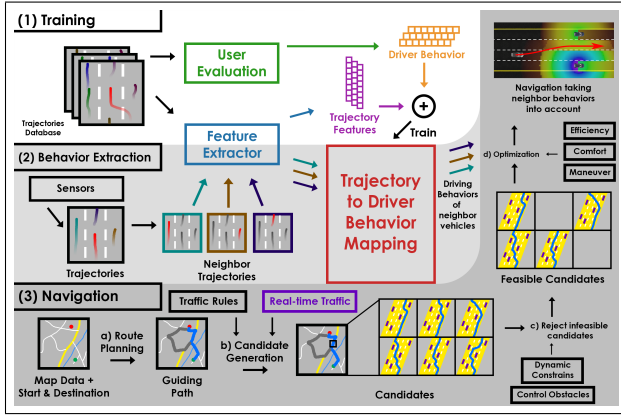 (1) Training
User
Evaluation
Driver Behavior
Trajectories
Database
Trajectory
Features
+
Train
Feature
Extractor
(2) Behavior Extraction
Sensors
Trajectories
Neighbor
Trajectories
Trajectory
to Driver
Behavior
Mapping
Driving
Behaviors
of
neighbor
vehicles
Navigation taking
neighbor behaviors
into account
Efficiency
d) Optimization
Comfort
Maneuver
Feasible Candidates
(3) Navigation
Traffic Rules
Real-time Traffic
a) Route
Planning
b) Candidate
Generation
c) Reject infeasible
candidates
Map Data +
Start & Destination
Guiding
Path
Candidates
Dynamic
Constrains
Control Obstacles